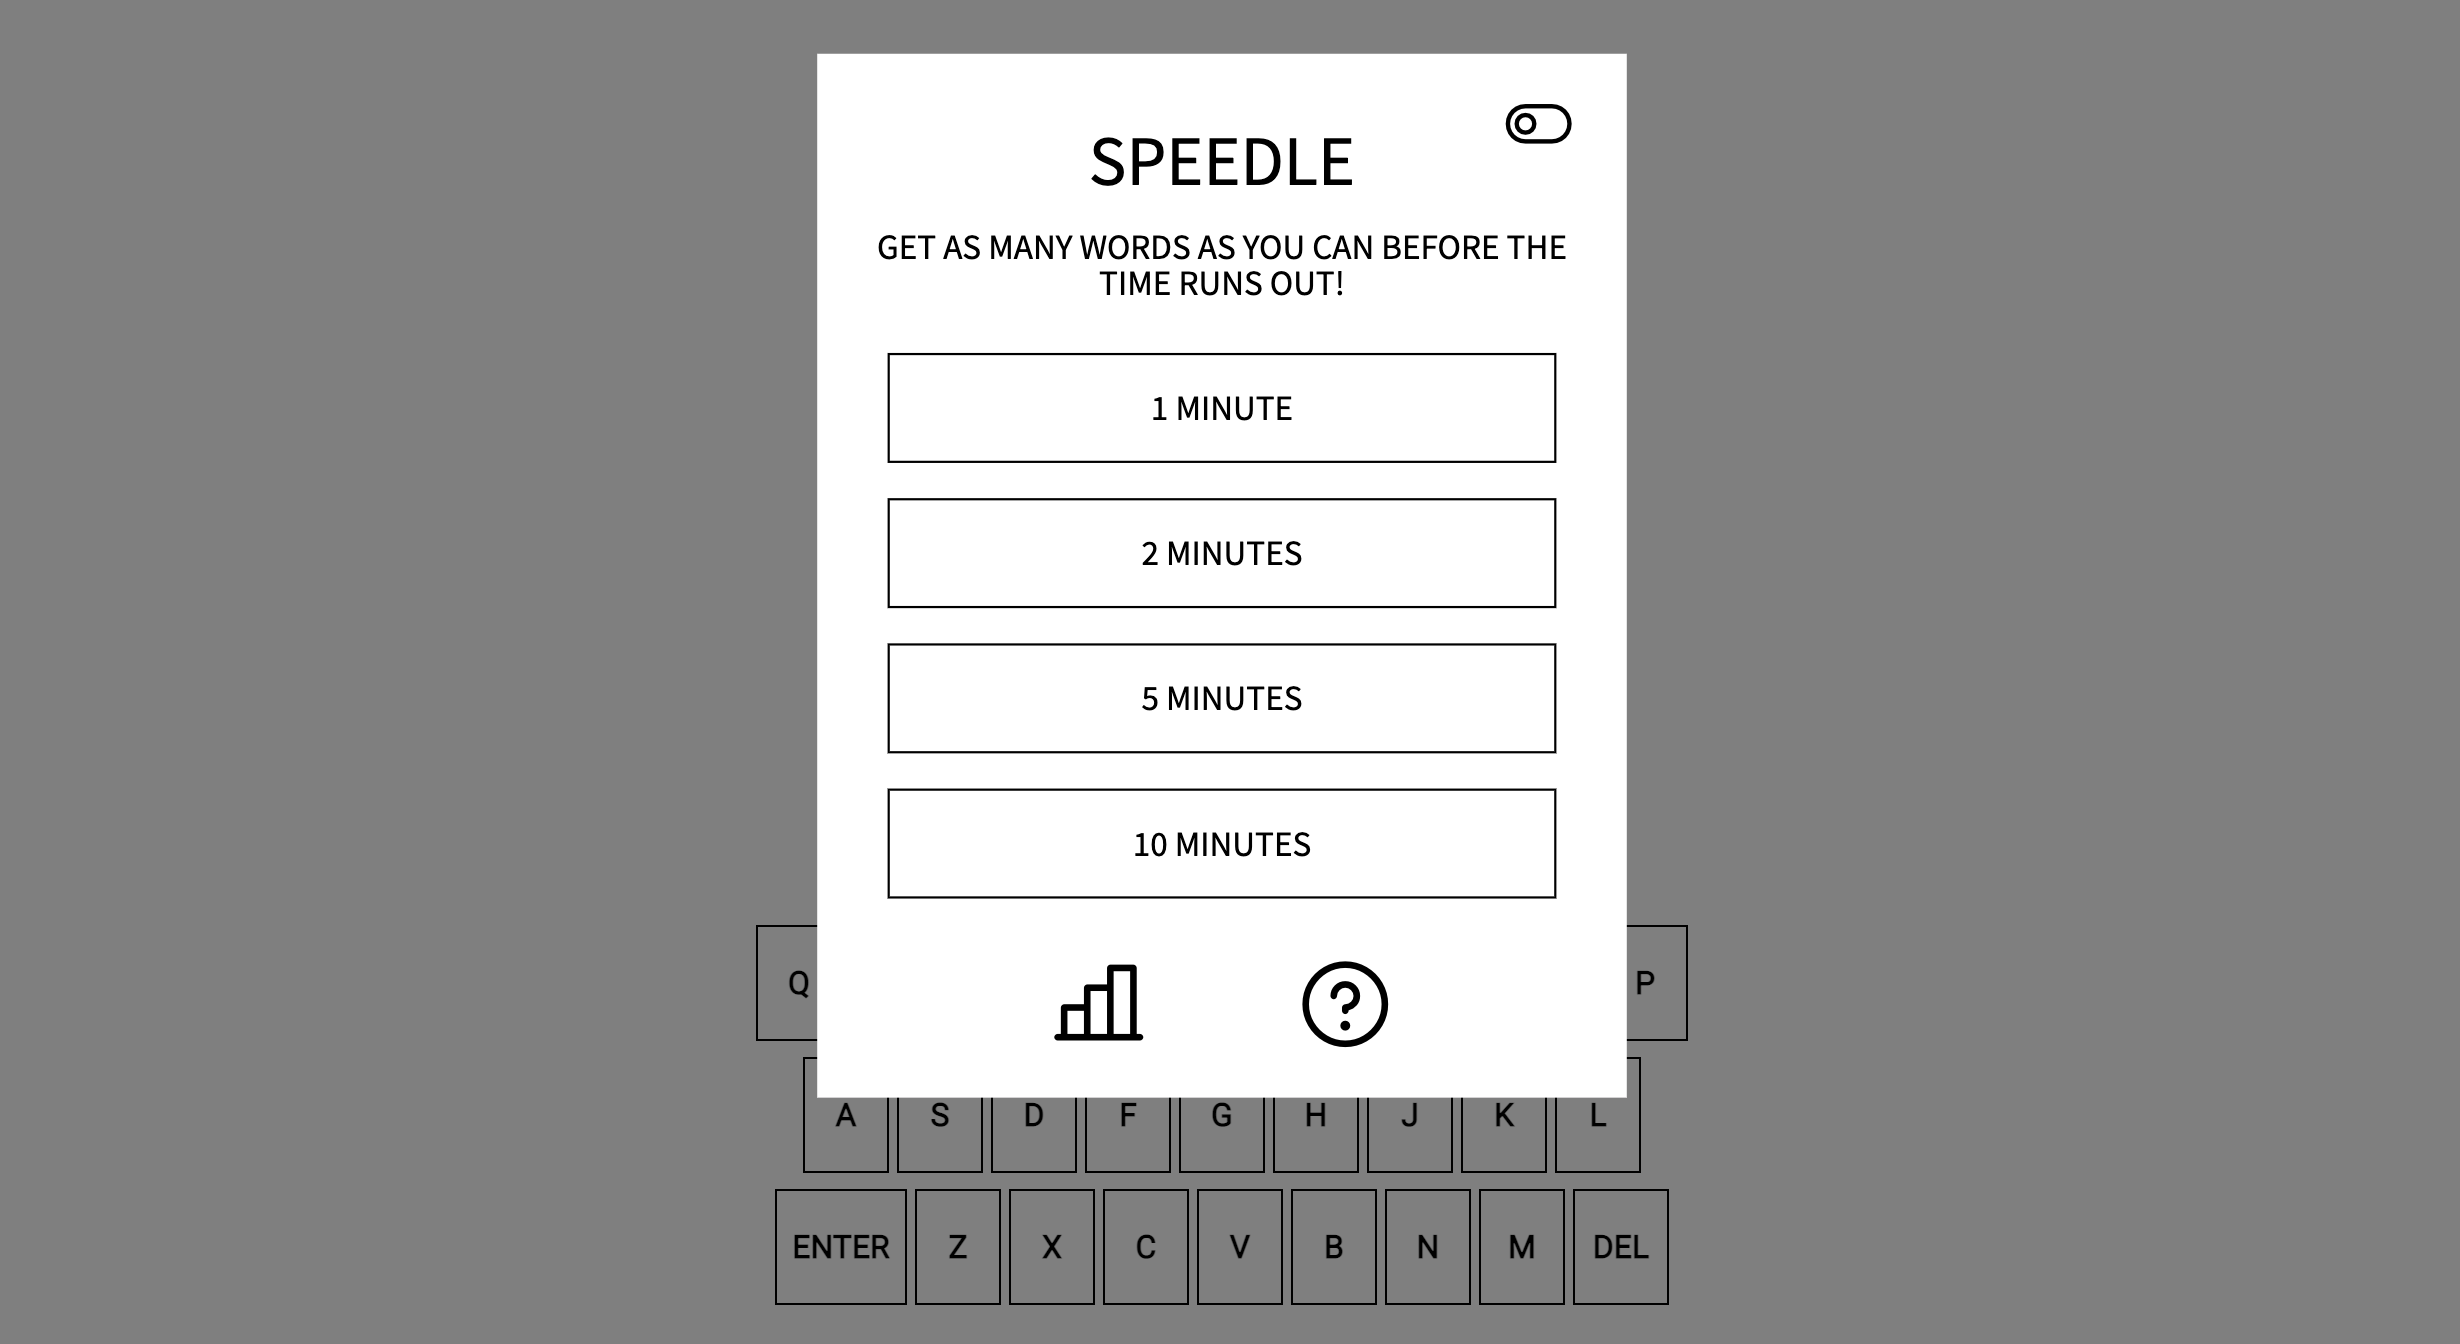 SPEEDLE
GET AS MANY WORDS AS YOU CAN BEFORE THE
TIME RUNS OUT!
1 MINUTE
2 MINUTES
5 MINUTES
10 MINUTES
?
Q P
A S D F G H J K L
ENTER Z X C V B N M DEL